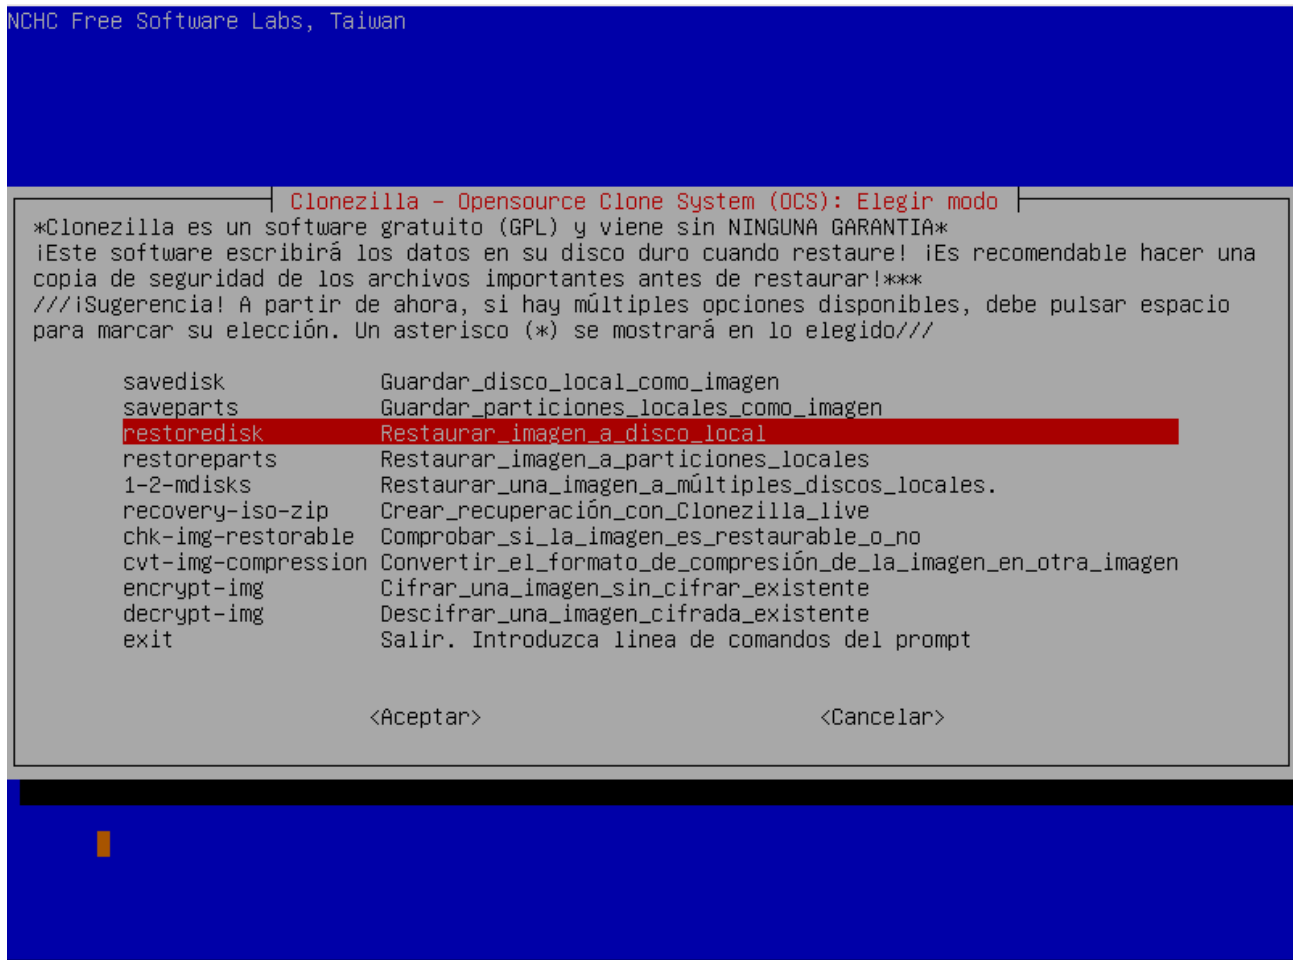 NCHC Free Software Labs, Taiwan
Clonezilla - Opensource Clone System (OCS): Elegir modo
*Clonezilla es un software gratuito (GPL) y viene sin NINGUNA GARANTIA*
¡Este software escribirá los datos en su disco duro cuando restaure! ¡Es recomendable hacer una
copia de seguridad de los archivos importantes antes de restaurar!***
///¡Sugerencia! A partir de ahora, si hay múltiples opciones disponibles, debe pulsar espacio
para marcar su elección. Un asterisco (*) se mostrará en lo elegido///
savedisk Guardar_disco_local_como_imagen
saveparts Guardar_particiones_locales_como_imagen
restoredisk Restaurar_imagen_a_disco_local
restoreparts Restaurar_imagen_a_particiones_locales
1-2-mdisks Restaurar_una_imagen_a_múltiples_discos_locales.
recovery-iso-zip Crear_recuperación_con_Clonezilla_live
chk-img-restorable Comprobar_si_la_imagen_es_restaurable_o_no
cvt-img-compression Convertir_el_formato_de_compresión_de_la_imagen_en_otra_imagen
encrypt-img Cifrar_una_imagen_sin_cifrar_existente
decrypt-img Descifrar_una_imagen_cifrada_existente
exit Salir. Introduzca linea de comandos del prompt
<Aceptar> <Cancelar>